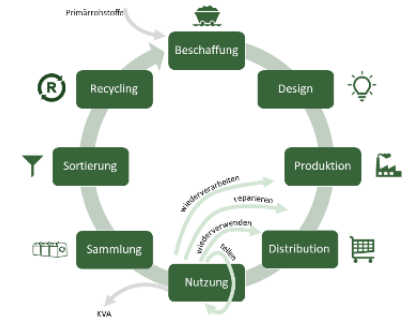 Primärrohstoffe
Beschaffung
Recycling
R
Design
Sortierung
Produktion
wiederverarbeiten
reparieren
wiederverwenden
teilen
Sammlung
Distribution
Nutzung
KVA